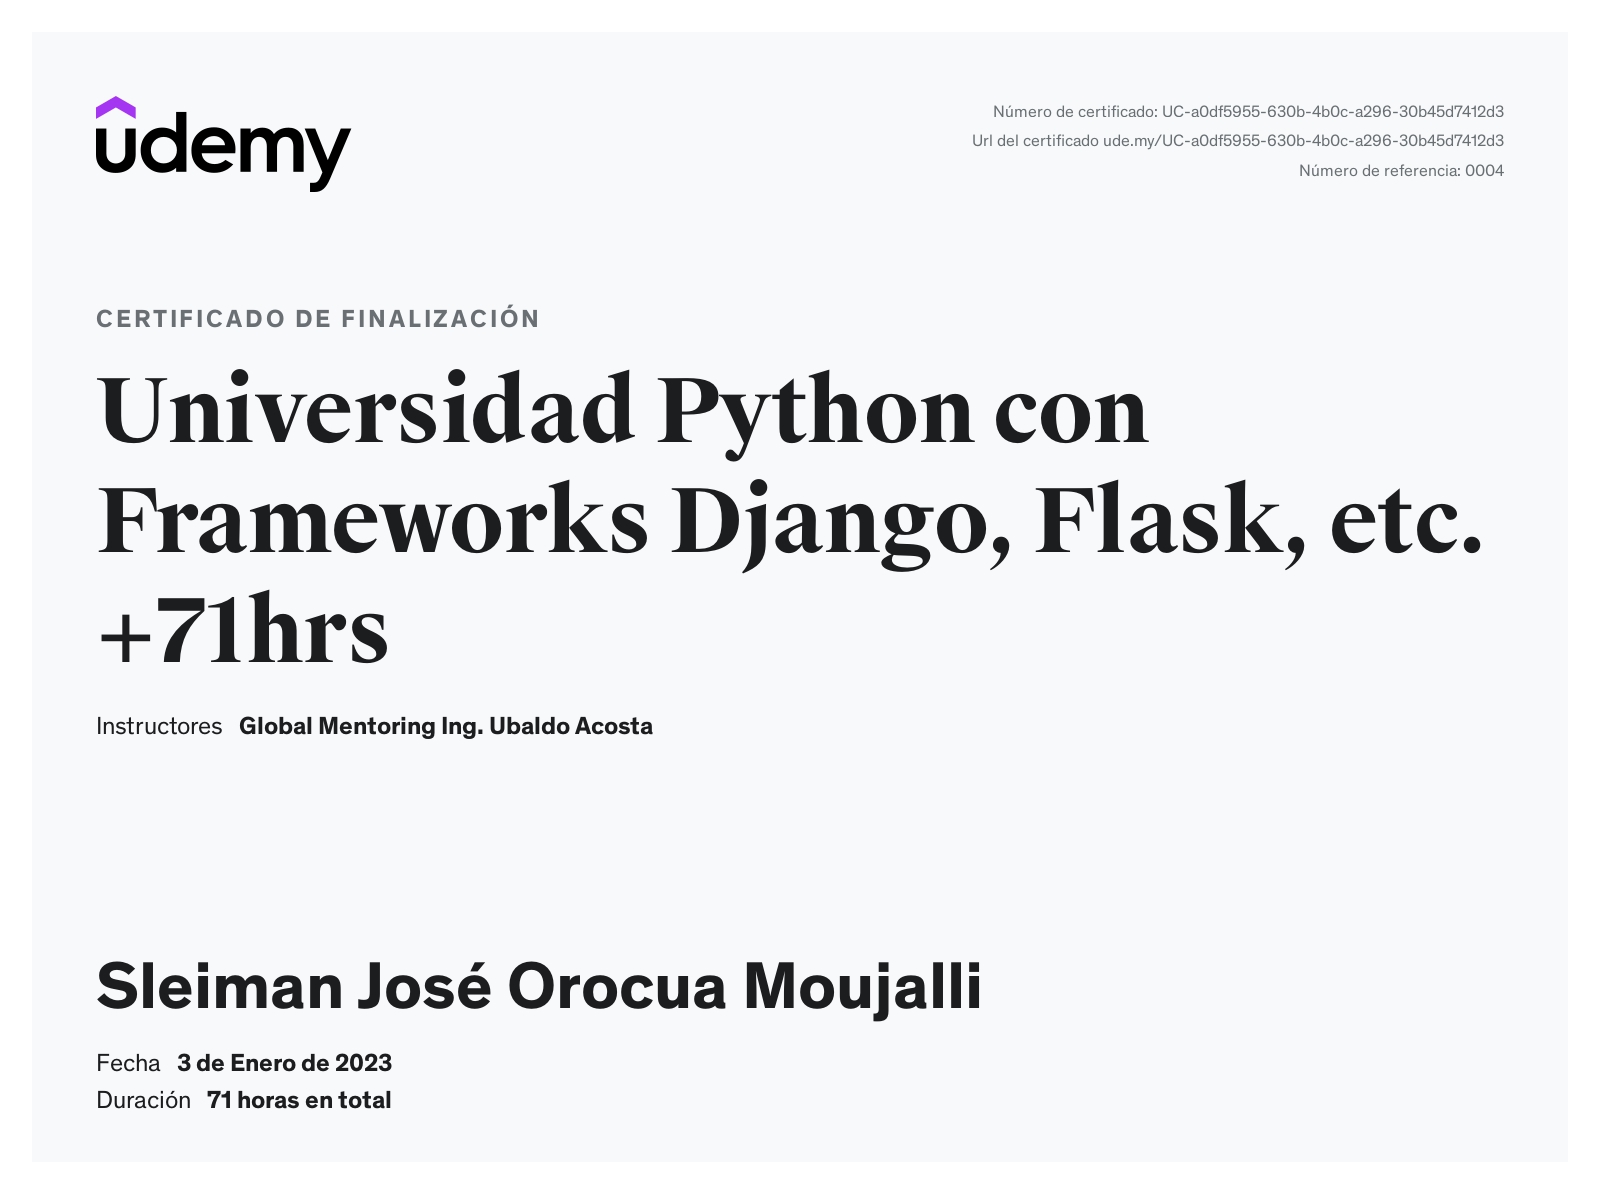 udemy
Número de certificado: UC-a0df5955-630b-4b0c-a296-30b45d7412d3
Url del certificado ude.my/UC-a0df5955-630b-4b0c-a296-30b45d7412d3
Número de referencia: 0004
CERTIFICADO DE FINALIZACIÓN
Universidad Python con
Frameworks Django, Flask, etc.
+71hrs
Instructores Global Mentoring Ing. Ubaldo Acosta
Sleiman José Orocua Moujalli
Fecha 3 de Enero de 2023
Duración 71 horas en total